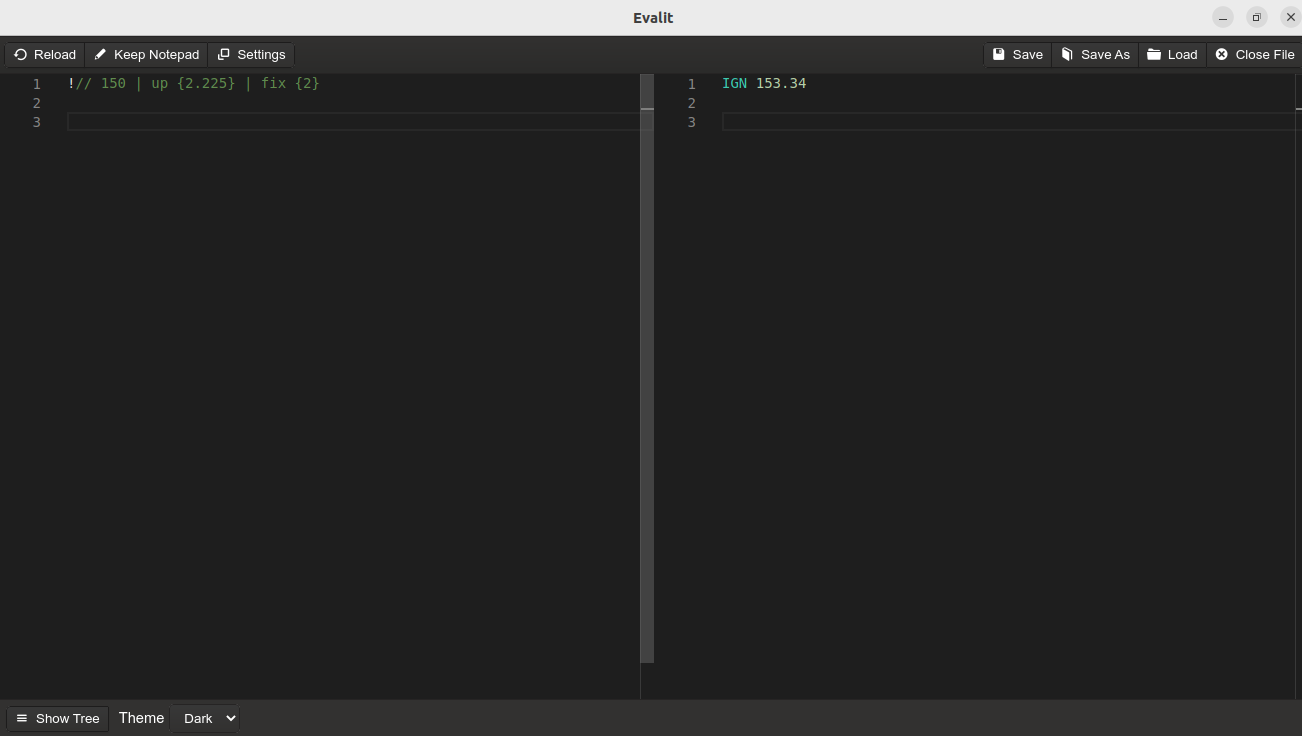 Evalit
Reload Keep Notepad Settings Save Save As Load Close File
1 !// 150 | up {2.225} | fix {2}
2
3
1 IGN 153.34
2
3
Show Tree Theme Dark